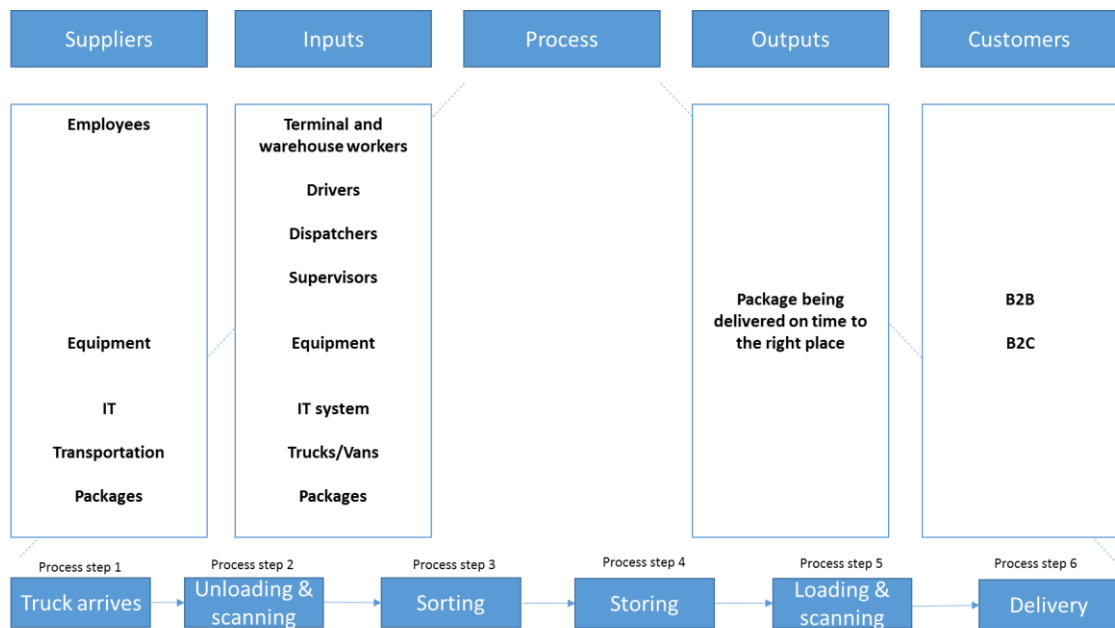 Suppliers
Inputs
Process
Outputs
Customers
Employees
Equipment
IT
Transportation
Packages
Terminal and
warehouse workers
Drivers
Dispatchers
Supervisors
Equipment
IT system
Trucks/Vans
Packages
Package being
delivered on time to
the right place
B2B
B2C
Process step 1
Truck arrives
Process step 2
Unloading &
scanning
Process step 3
Sorting
Process step 4
Storing
Process step 5
Loading &
scanning
Process step 6
Delivery